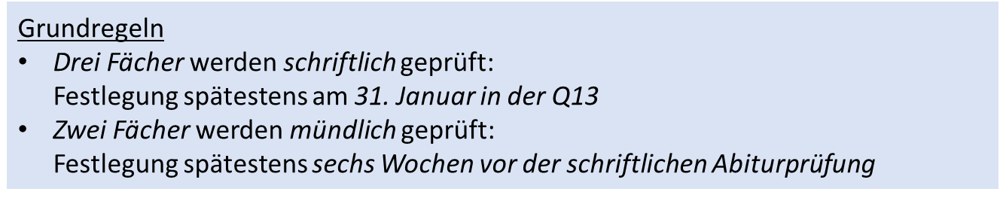 Grundregeln
• Drei Fächer werden schriftlich geprüft:
Festlegung spätestens am 31. Januar in der Q13
• Zwei Fächer werden mündlich geprüft:
Festlegung spätestens sechs Wochen vor der schriftlichen Abiturprüfung